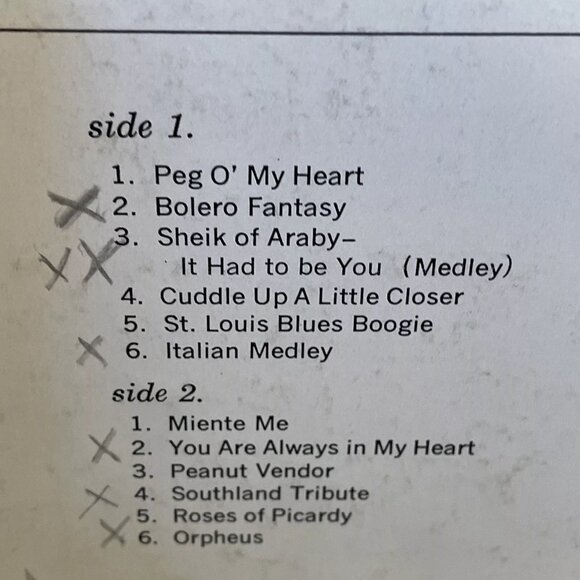 side 1.
1. Peg O' My Heart
X 2. Bolero Fantasy
X X 3. Sheik of Araby–
It Had to be You (Medley)
4. Cuddle Up A Little Closer
5. St. Louis Blues Boogie
X 6. Italian Medley
side 2.
1. Miente Me
X 2. You Are Always in My Heart
3. Peanut Vendor
X 4. Southland Tribute
5. Roses of Picardy
X 6. Orpheus